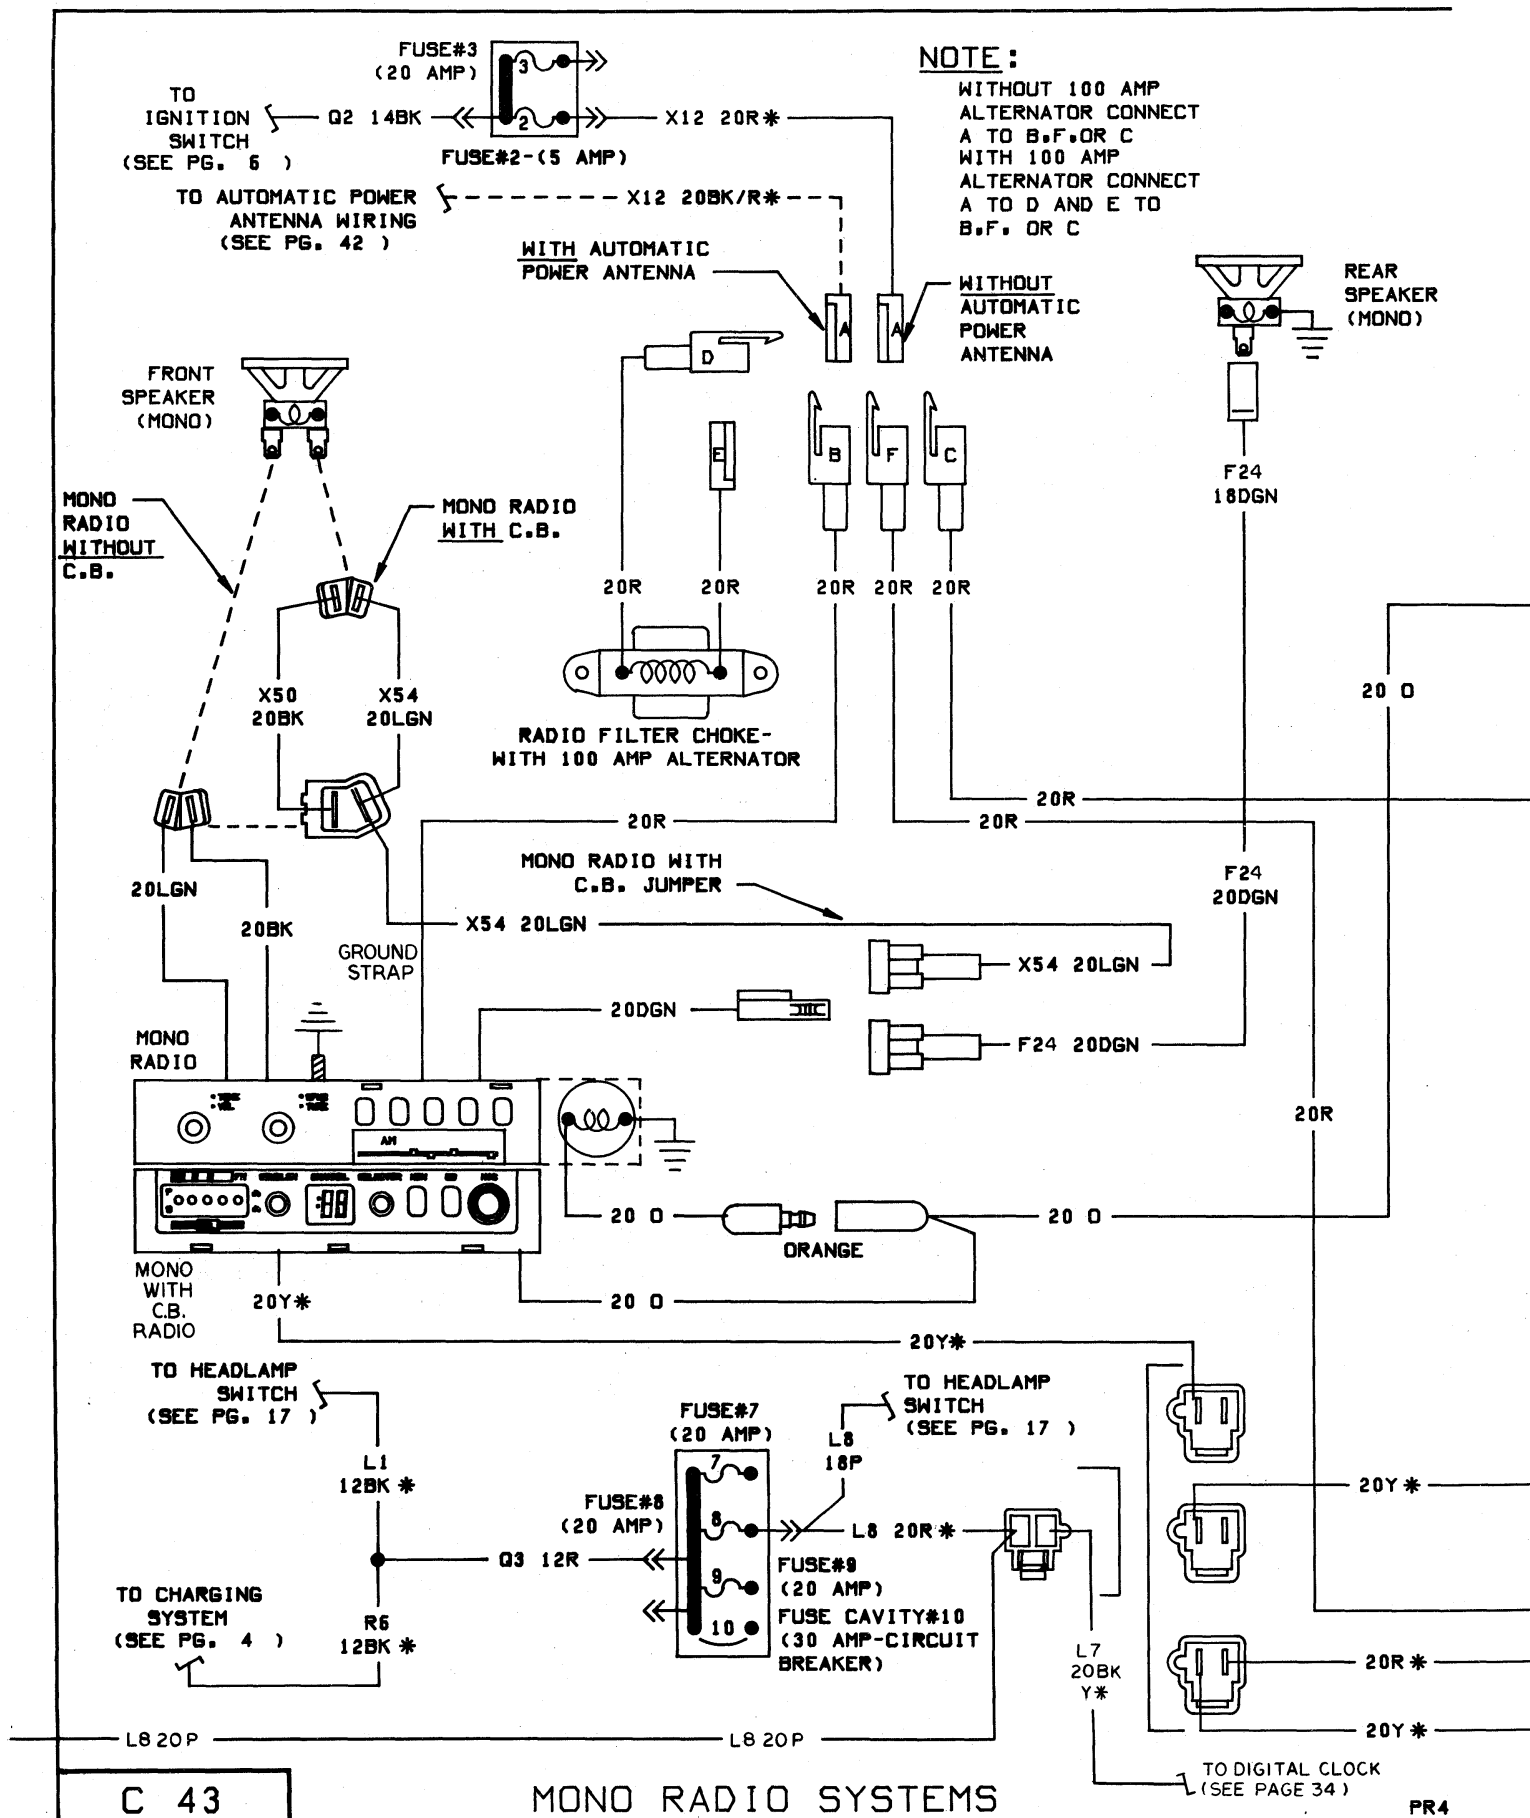 FUSE#3
(20 AMP)
3
2
TO
IGNITION
SWITCH
(SEE PG. 6 )
Q2 14BK
X12 20R*
FUSE#2-(5 AMP)
NOTE:
WITHOUT 100 AMP
ALTERNATOR CONNECT
A TO B.F.OR C
WITH 100 AMP
ALTERNATOR CONNECT
A TO D AND E TO
B.F. OR C
TO AUTOMATIC POWER
ANTENNA WIRING
(SEE PG. 42 )
X12 20BK/R*
WITH AUTOMATIC
POWER ANTENNA
WITHOUT
AUTOMATIC
POWER
ANTENNA
A
A
REAR
SPEAKER
(MONO)
D
FRONT
SPEAKER
(MONO)
E
B
F
C
F24
18DGN
MONO
RADIO
WITHOUT
C.B.
MONO RADIO
WITH C.B.
20R
20R
20R
20R
20R
X50
20BK
X54
20LGN
20 O
RADIO FILTER CHOKE-
WITH 100 AMP ALTERNATOR
20R
20R
20R
MONO RADIO WITH
C.B. JUMPER
F24
20DGN
20LGN
20BK
X54 20LGN
GROUND
STRAP
X54 20LGN
20DGN
F24 20DGN
MONO
RADIO
AM
20R
20 O
ORANGE
20 O
MONO
WITH
C.B.
RADIO
20Y*
20 O
20Y*
TO HEADLAMP
SWITCH
(SEE PG. 17 )
TO HEADLAMP
SWITCH
(SEE PG. 17 )
FUSE#7
(20 AMP)
L8
18P
L1
12BK *
7
8
9
10
FUSE#8
(20 AMP)
L8 20R*
20Y*
Q3 12R
FUSE#9
(20 AMP)
FUSE CAVITY#10
(30 AMP-CIRCUIT
BREAKER)
TO CHARGING
SYSTEM
(SEE PG. 4 )
R6
12BK *
L7
20BK
Y*
20R*
20Y*
L8 20P
L8 20P
TO DIGITAL CLOCK
(SEE PAGE 34)
C 43
MONO RADIO SYSTEMS
PR4